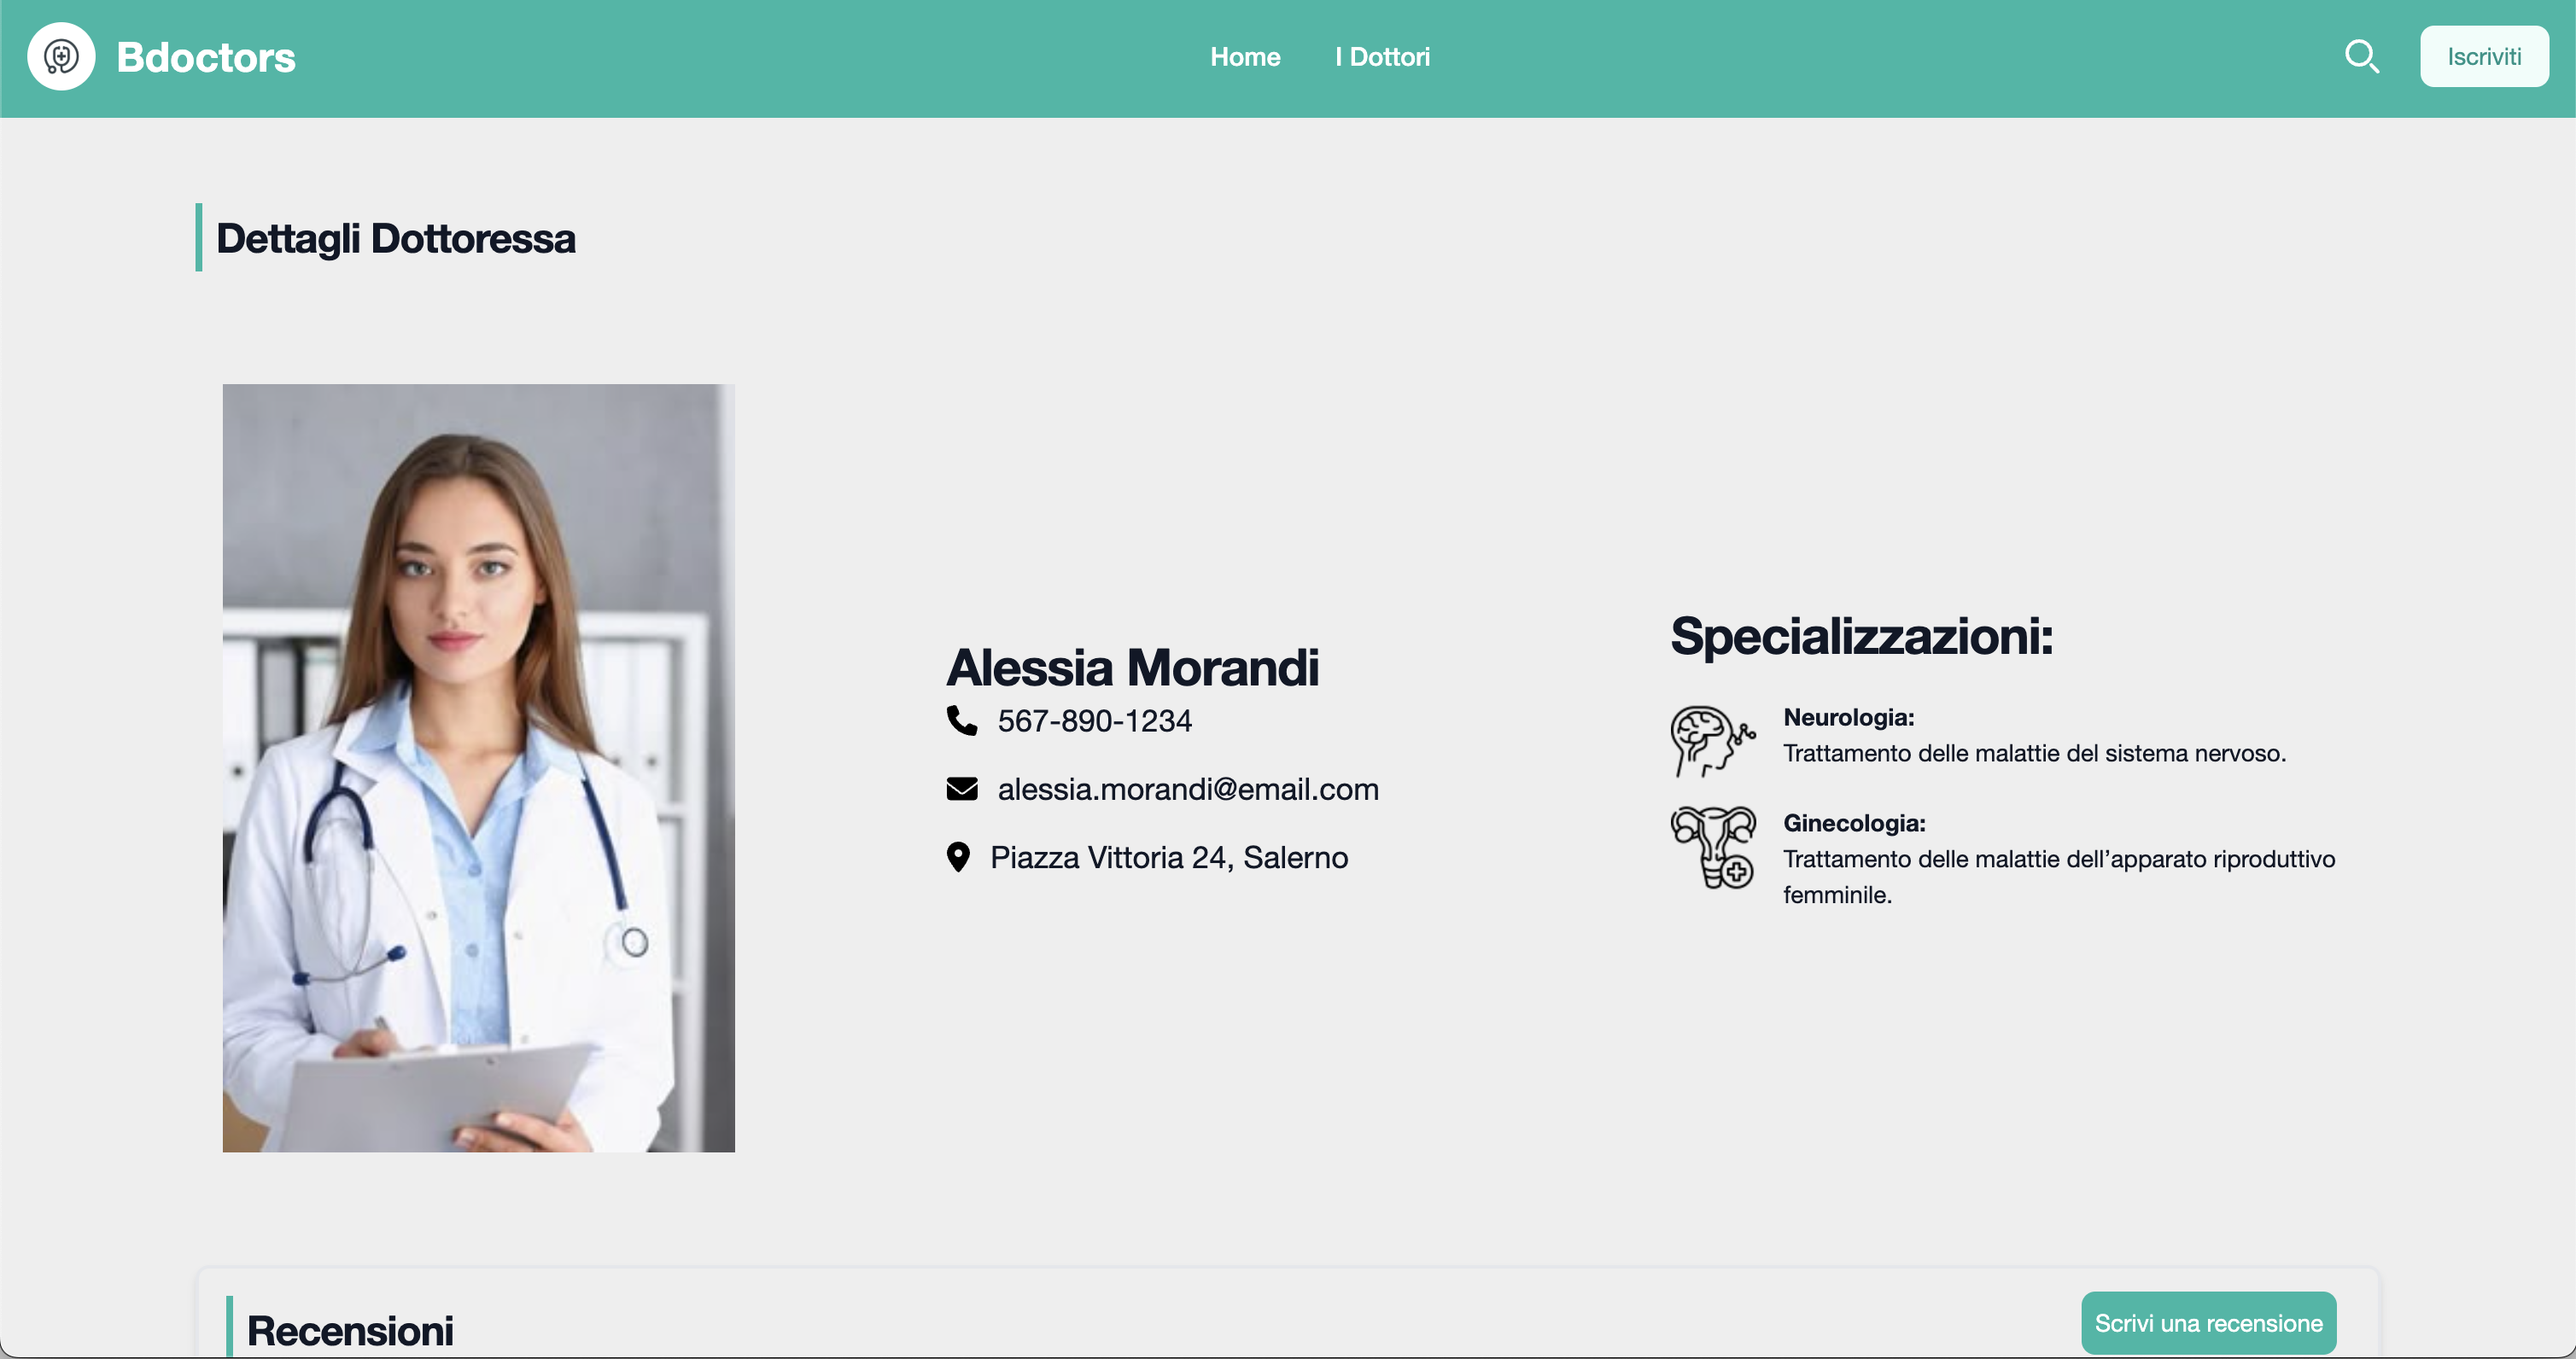 Bdoctors
Home
I Dottori
Iscriviti
Dettagli Dottoressa
Alessia Morandi
567-890-1234
alessia.morandi@email.com
Piazza Vittoria 24, Salerno
Specializzazioni:
Neurologia:
Trattamento delle malattie del sistema nervoso.
Ginecologia:
Trattamento delle malattie dell’apparato riproduttivo
femminile.
Recensioni
Scrivi una recensione